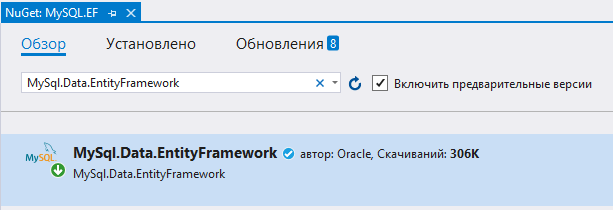 NuGet: MySQL.EF
Обзор Установлено Обновления 8
MySql.Data.EntityFramework Включить предварительные версии
MySQL MySql.Data.EntityFramework автор: Oracle, Скачиваний: 306K
MySql.Data.EntityFramework